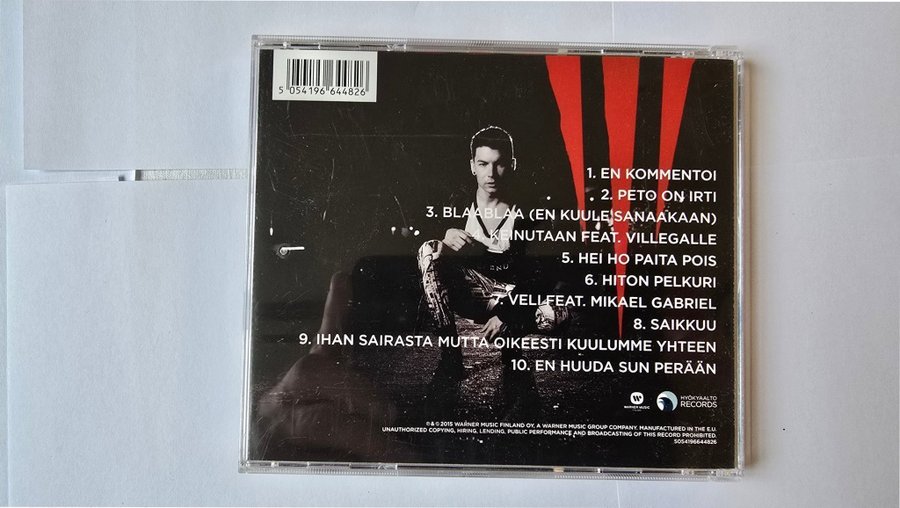 5 054196 644826
1. EN KOMMENTOI
2. PETO ON IRTI
3. BLAABLAA (EN KUULE SANAAKAAN)
4. KEINUTAAN FEAT. VILLEGALLE
5. HEI HO PAITA POIS
6. HITON PELKURI
7. VELI FEAT. MIKAEL GABRIEL
8. SAIKKUU
9. IHAN SAIRASTA MUTTA OIKEESTI KUULUMME YHTEEN
10. EN HUUDA SUN PERÄÄN
WARNER MUSIC
HYÖKYAALTO
RECORDS
℗ & © 2015 WARNER MUSIC FINLAND OY, A WARNER MUSIC GROUP COMPANY. MANUFACTURED IN THE E.U.
UNAUTHORIZED COPYING, HIRING, LENDING, PUBLIC PERFORMANCE AND BROADCASTING OF THIS RECORD PROHIBITED.
5054196644826